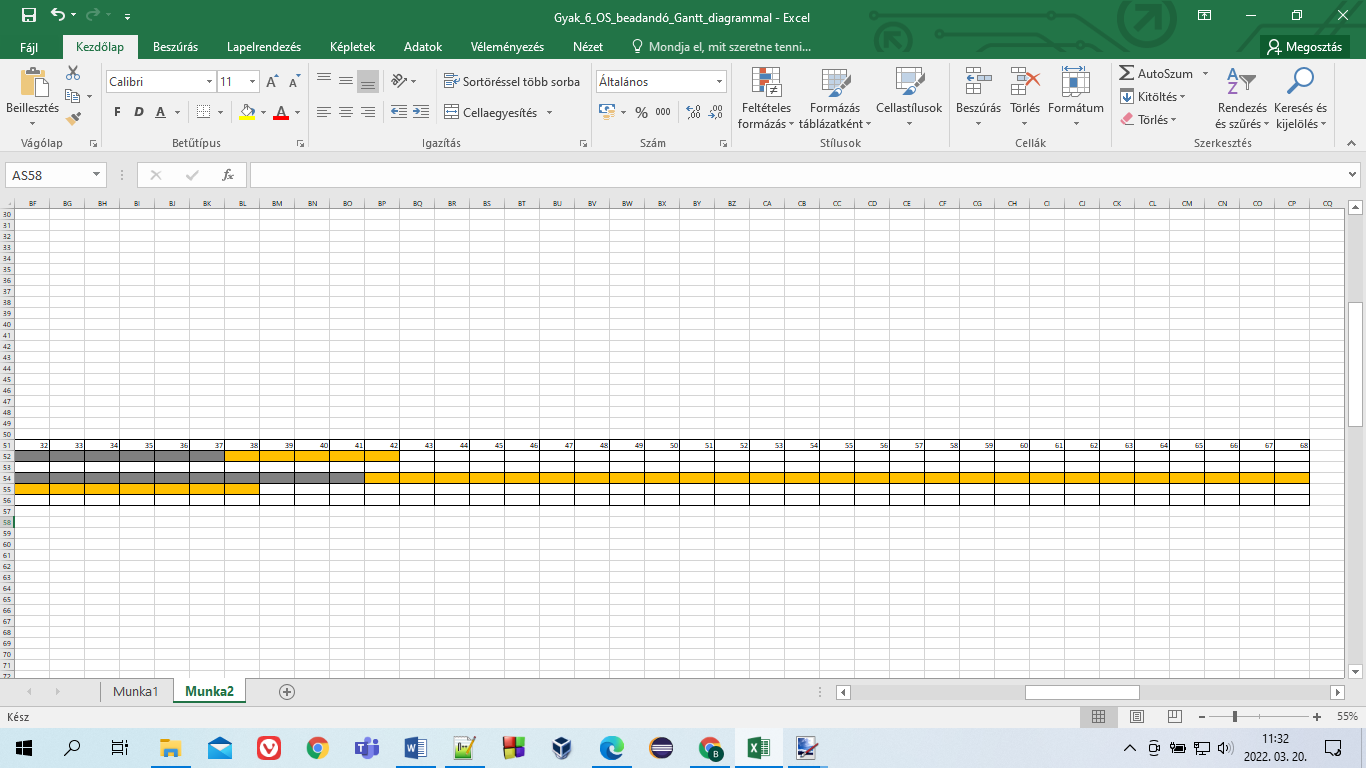 Gyak_6_OS_beadandó_Gantt_diagrammal - Excel
Fájl Kezdőlap Beszúrás Lapelrendezés Képletek Adatok Véleményezés Nézet Mondja el, mit szeretne tenni... Megosztás
Beillesztés
Vágólap
Calibri 11
F D A A
Betűtípus
Sortöréssel több sorba
Cellaegyesítés
Igazítás
Általános
%
Szám
Feltételes formázás
Formázás táblázatként
Cellastílusok
Stílusok
Beszúrás Törlés Formátum
Cellák
AutoSzum
Kitöltés
Törlés
Rendezés és szűrés
Keresés és kijelölés
Szerkesztés
AS58 fx
BF BG BH BI BJ BK BL BM BN BO BP BQ BR BS BT BU BV BW BX BY BZ CA CB CC CD CE CF CG CH CI CJ CK CL CM CN CO CP CQ
30
31
32
33
34
35
36
37
38
39
40
41
42
43
44
45
46
47
48
49
50
51 32 33 34 35 36 37 38 39 40 41 42 43 44 45 46 47 48 49 50 51 52 53 54 55 56 57 58 59 60 61 62 63 64 65 66 67 68
52
53
54
55
56
57
58
59
60
61
62
63
64
65
66
67
68
69
70
71
72
Munka1 Munka2
Kész 55%
11:32
2022. 03. 20.